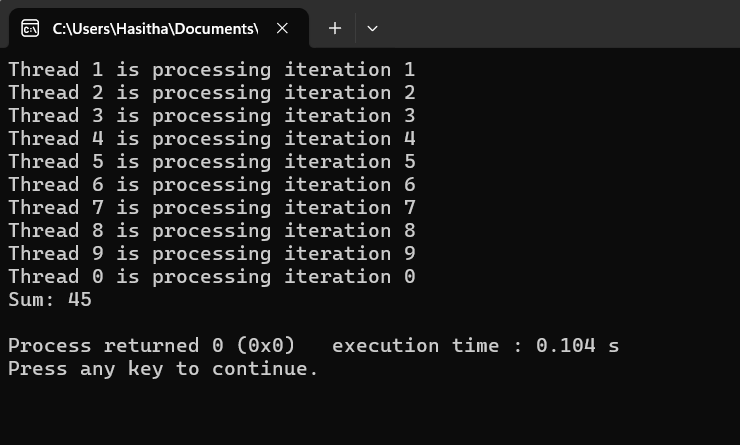 C:\Users\Hasitha\Documents\
Thread 1 is processing iteration 1
Thread 2 is processing iteration 2
Thread 3 is processing iteration 3
Thread 4 is processing iteration 4
Thread 5 is processing iteration 5
Thread 6 is processing iteration 6
Thread 7 is processing iteration 7
Thread 8 is processing iteration 8
Thread 9 is processing iteration 9
Thread 0 is processing iteration 0
Sum: 45
Process returned 0 (0x0)   execution time : 0.104 s
Press any key to continue.